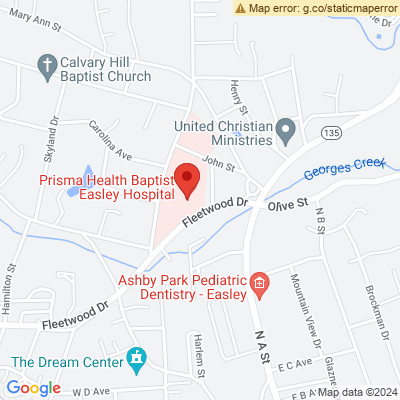 Map error: g.co/staticmaperror
Mary Ann St
ne Dr
Calvary Hill
Baptist Church
Henry St
Skyland Dr
Carolina Ave
United Christian
Ministries
135
John St
Georges Creek
Prisma Health Baptist
Easley Hospital
Fleetwood Dr
Olive St
N B St
Hamilton St
Ashby Park Pediatric
Dentistry - Easley
Mountain View Dr
Brockman Dr
Fleetwood Dr
Harlem St
N A St
The Dream Center
E C Ave
Glazne
Google
W D Ave
E B A
Map data ©2024